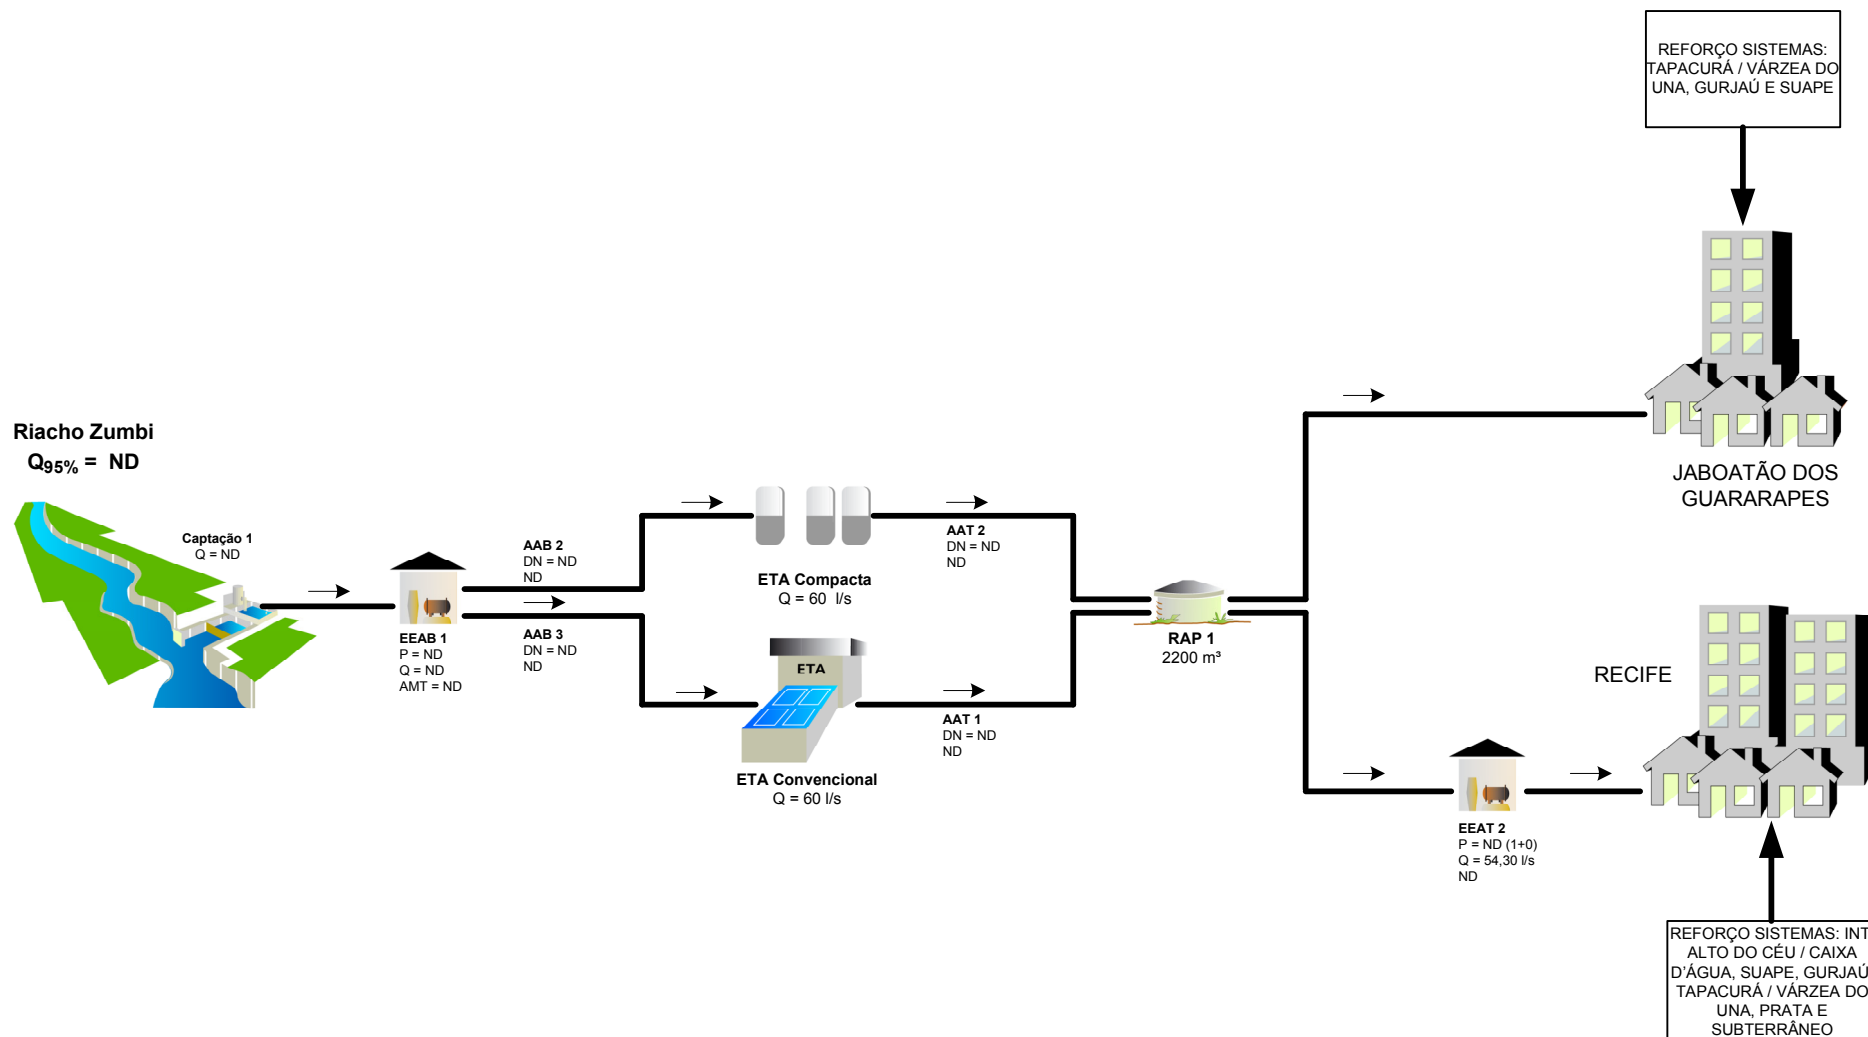 REFORÇO SISTEMAS:
TAPACURÁ / VÁRZEA DO
UNA, GURJAÚ E SUAPE
JABOATÃO DOS
GUARARAPES
Riacho Zumbi
Q95% = ND
Captação 1
Q = ND
EEAB 1
P = ND
Q = ND
AMT = ND
AAB 2
DN = ND
ND
AAB 3
DN = ND
ND
ETA Compacta
Q = 60 l/s
ETA
ETA Convencional
Q = 60 l/s
AAT 2
DN = ND
ND
AAT 1
DN = ND
ND
RAP 1
2200 m³
RECIFE
EEAT 2
P = ND (1+0)
Q = 54,30 l/s
ND
REFORÇO SISTEMAS: INT
ALTO DO CÉU / CAIXA
D'ÁGUA, SUAPE, GURJAÚ
TAPACURÁ / VÁRZEA DO
UNA, PRATA E
SUBTERRÂNEO